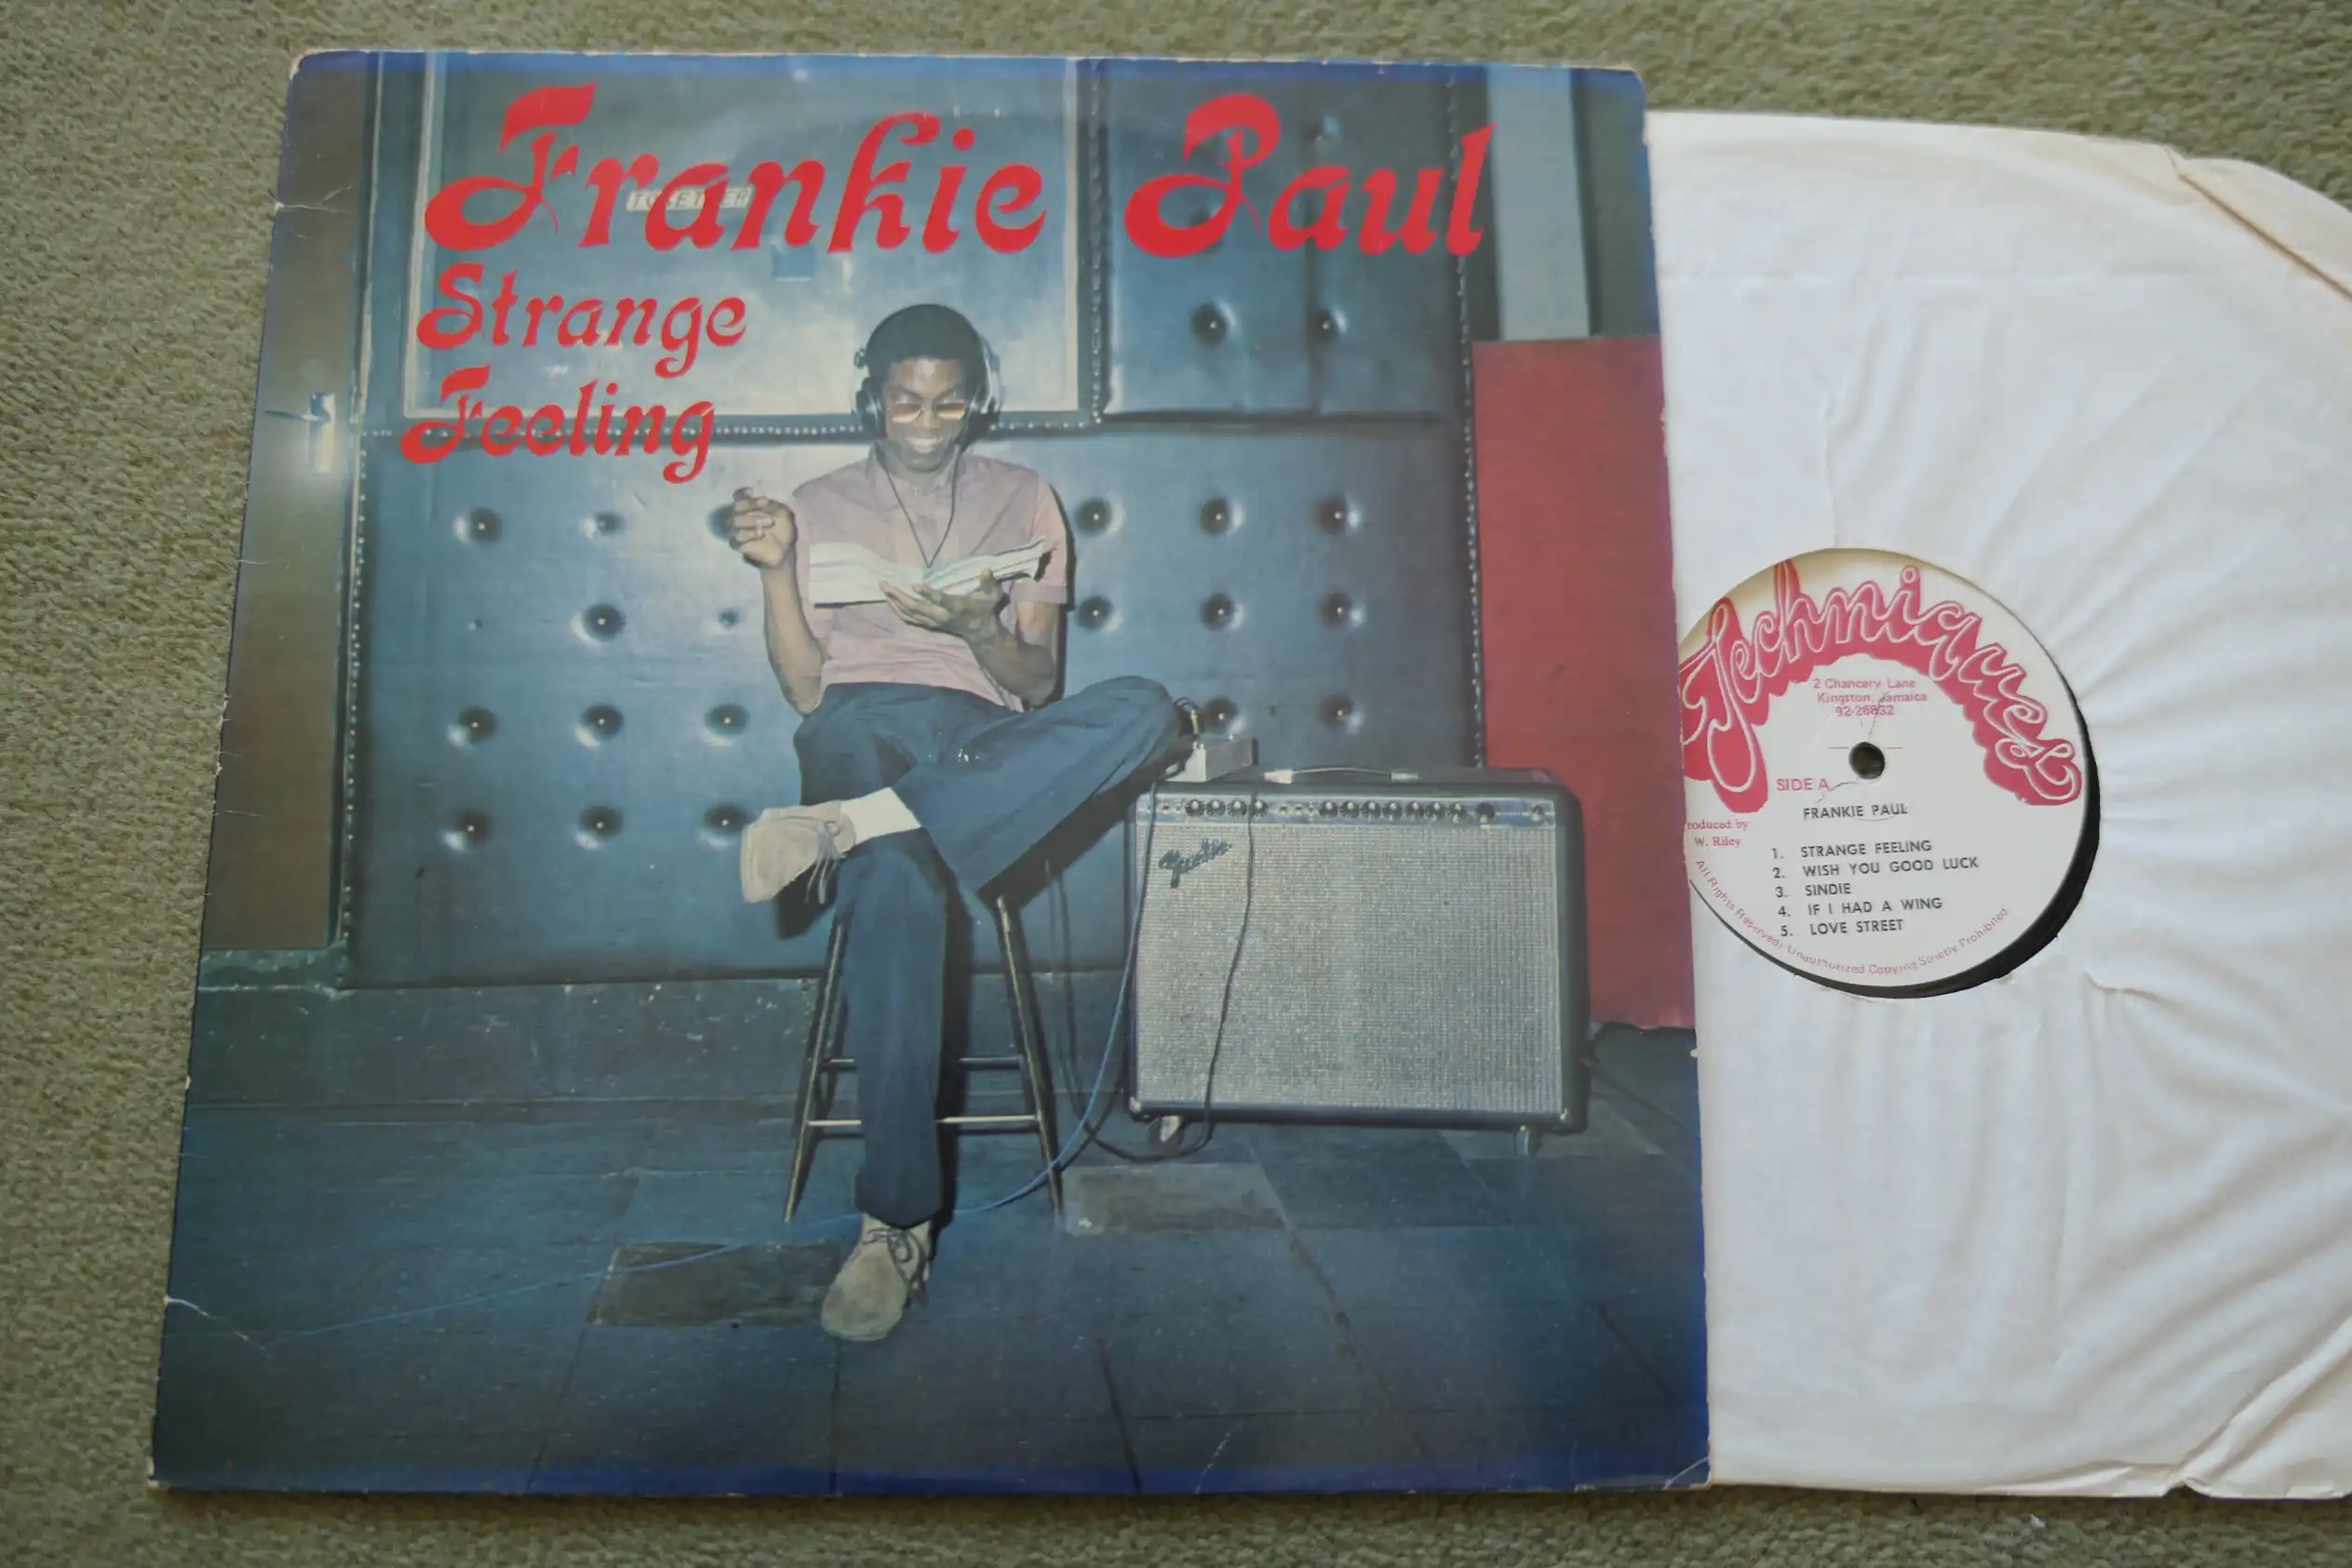 Frankie Paul
TOGETHER
Strange
Feeling
Techniques
2 Chancery Lane
Kingston, Jamaica
92-26832
SIDE A
FRANKIE PAUL
roduced by
W. Riley
1. STRANGE FEELING
2. WISH YOU GOOD LUCK
3. SINDIE
4. IF I HAD A WING
5. LOVE STREET
All Rights Reserved. Unauthorized Copying Strictly Prohibited.